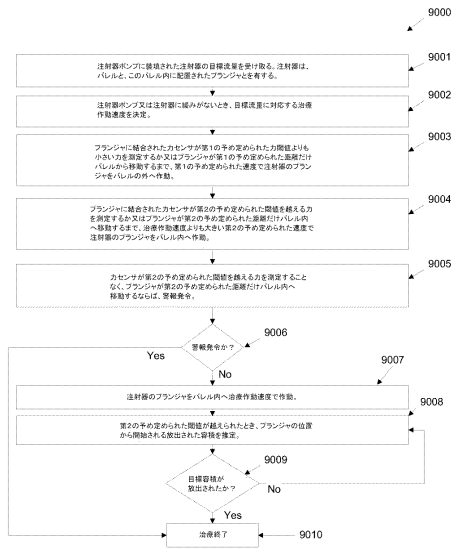 9000
注射器ポンプに装填された注射器の目標流量を受け取る。注射器は、
バレルと、このバレル内に配置されたプランジャとを有する。
9001
注射器ポンプ又は注射器に緩みがないとき、目標流量に対応する治療
作動速度を決定。
9002
プランジャに結合された力センサが第1の予め定められた力閾値よりも
小さい力を測定するか又はプランジャが第1の予め定められた距離だけ
バレルから移動するまで、第1の予め定められた速度で注射器のプラン
ジャをバレルの外へ作動。
9003
プランジャに結合された力センサが第2の予め定められた閾値を越える力
を測定するか又はプランジャが第2の予め定められた距離だけバレル内
へ移動するまで、治療作動速度よりも大きい第2の予め定められた速度で
注射器のプランジャをバレル内へ作動。
9004
力センサが第2の予め定められた閾値を越える力を測定すること
なく、プランジャが第2の予め定められた距離だけバレル内へ
移動するならば、警報発令。
9005
警報発令か？
9006
Yes
No
9007
注射器のプランジャをバレル内へ治療作動速度で作動。
9008
第2の予め定められた閾値が越えられたとき、プランジャの位置
から開始される放出された容積を推定。
9009
目標容積が
放出されたか？
No
Yes
治療終了
9010